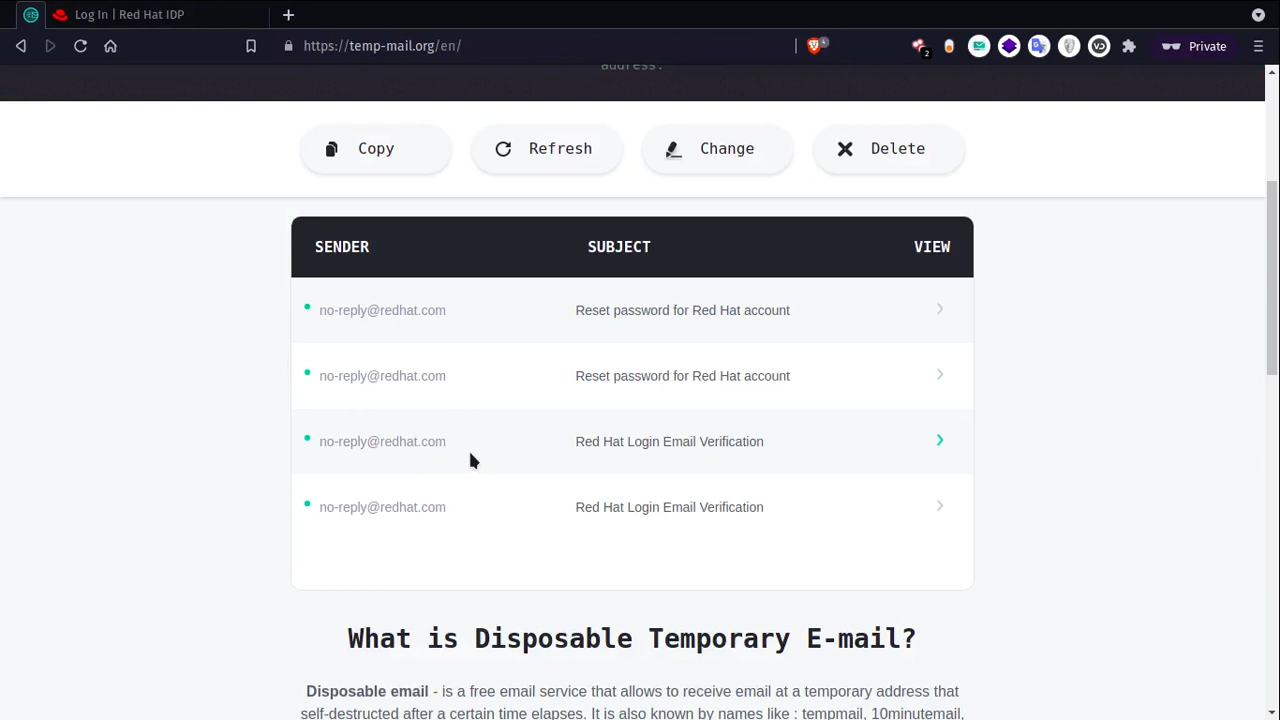 Log In | Red Hat IDP
https://temp-mail.org/en/
4
2
VD
Private
address.
Copy
Refresh
Change
Delete
SENDER SUBJECT VIEW
no-reply@redhat.com Reset password for Red Hat account
no-reply@redhat.com Reset password for Red Hat account
no-reply@redhat.com Red Hat Login Email Verification
no-reply@redhat.com Red Hat Login Email Verification
What is Disposable Temporary E-mail?
Disposable email - is a free email service that allows to receive email at a temporary address that
self-destructed after a certain time elapses. It is also known by names like : tempmail, 10minutemail,